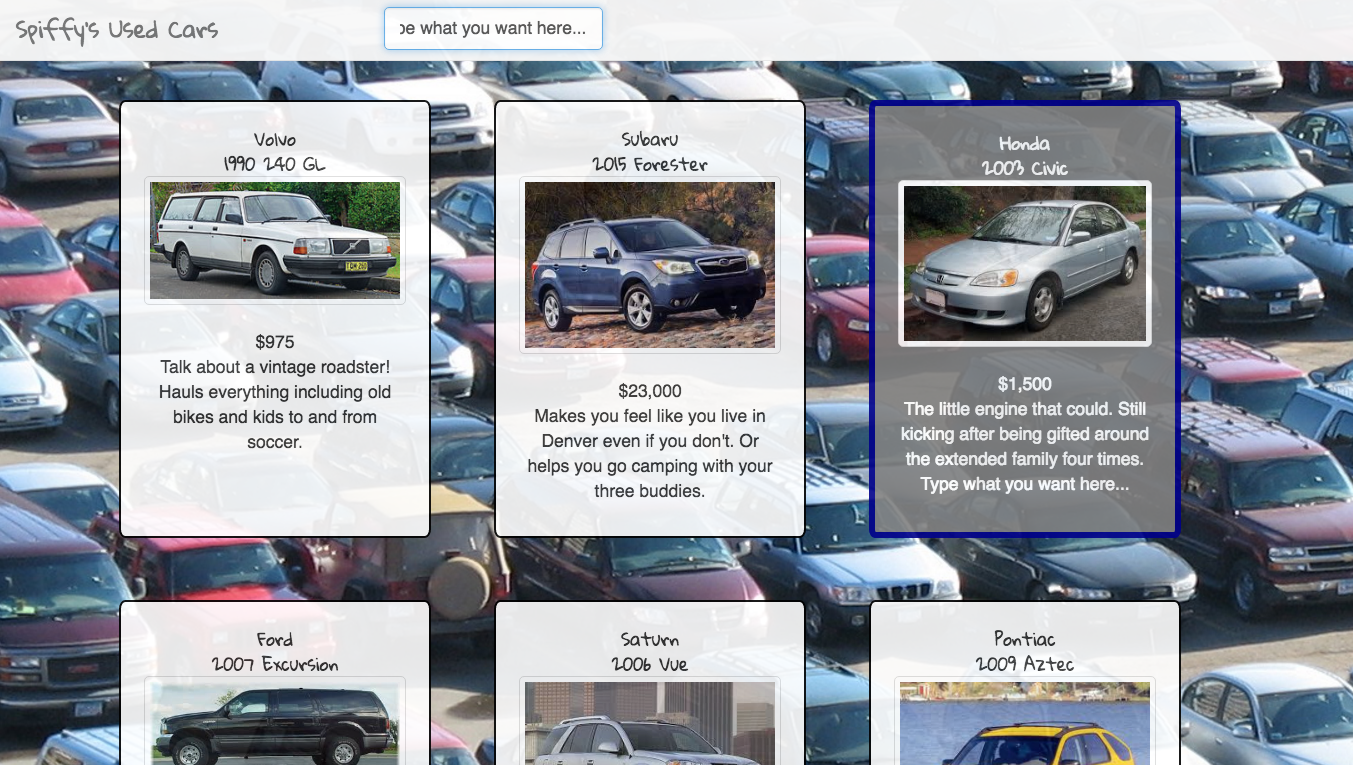 Spiffy's Used Cars
pe what you want here...
Volvo
1990 240 GL
$975
Talk about a vintage roadster!
Hauls everything including old
bikes and kids to and from
soccer.
Subaru
2015 Forester
$23,000
Makes you feel like you live in
Denver even if you don't. Or
helps you go camping with your
three buddies.
Honda
2003 Civic
$1,500
The little engine that could. Still
kicking after being gifted around
the extended family four times.
Type what you want here...
Ford
2007 Excursion
Saturn
2006 Vue
Pontiac
2009 Aztec